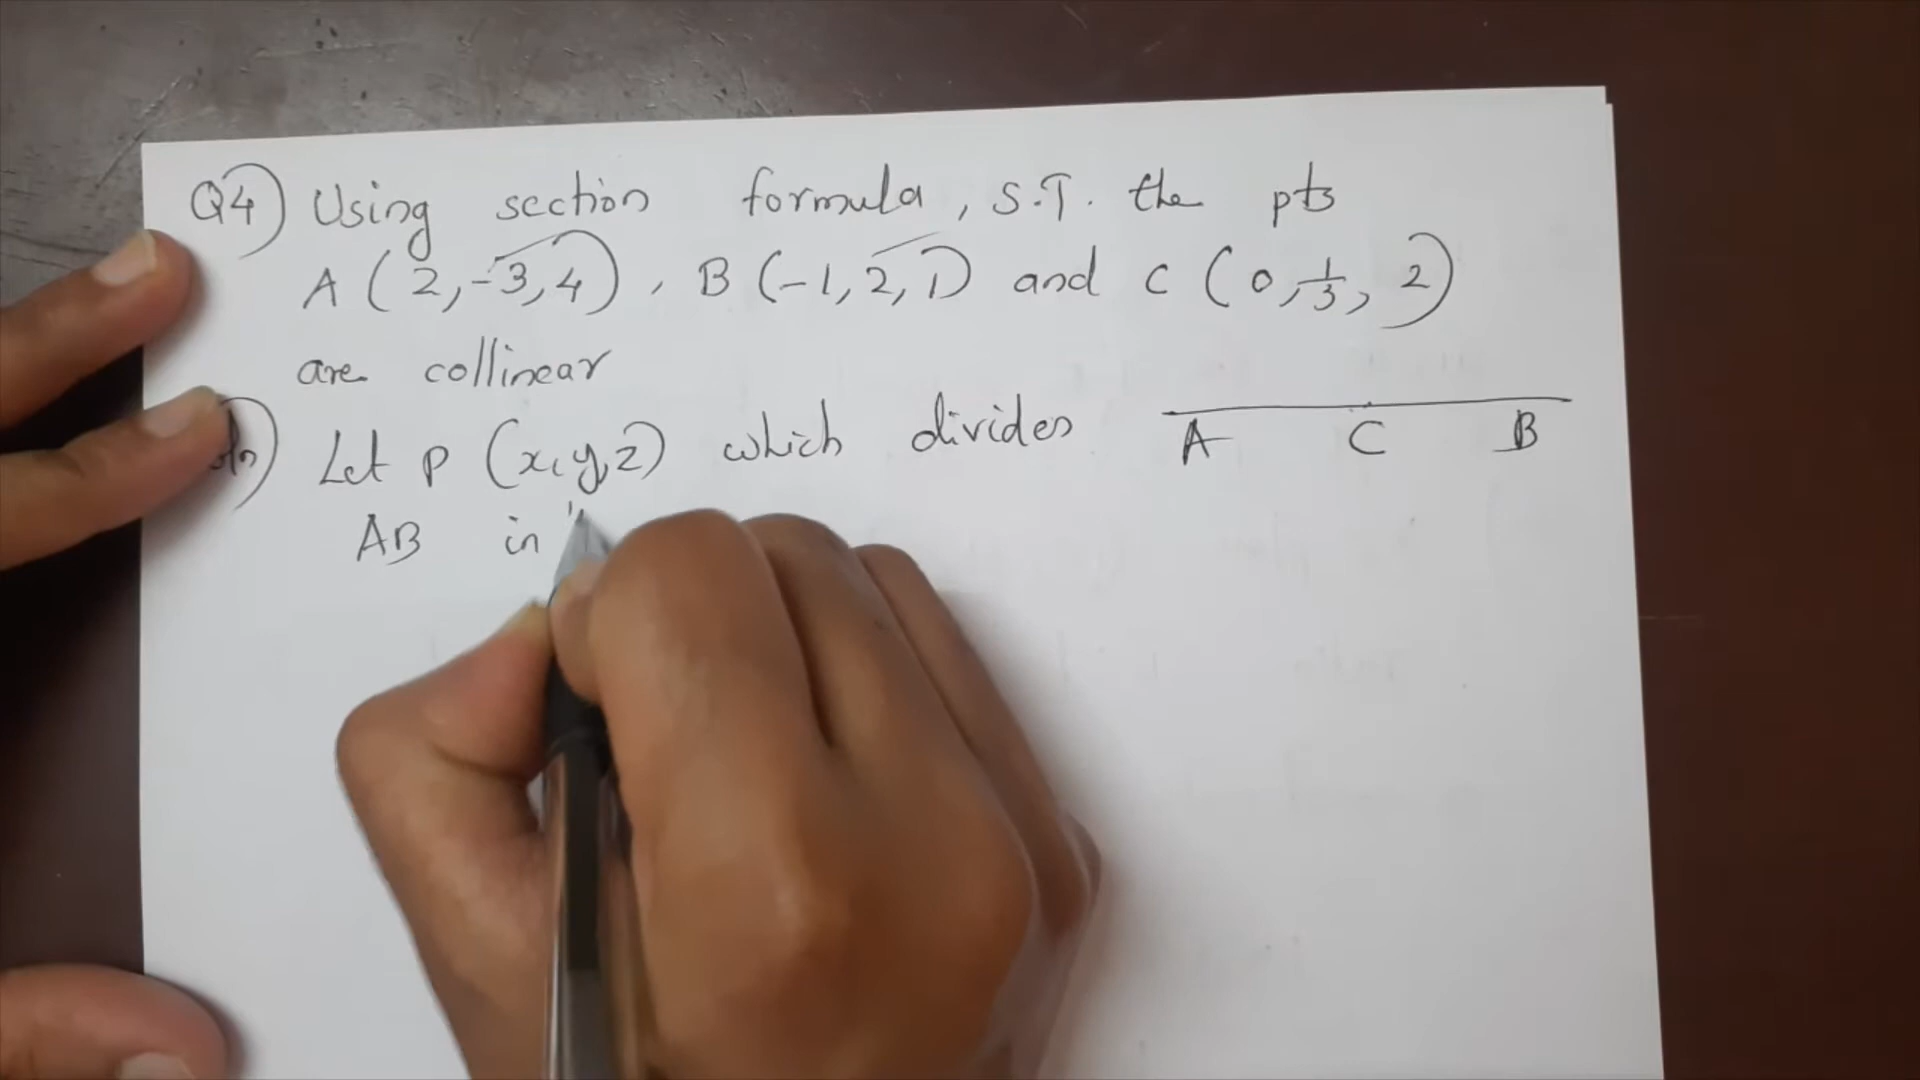 Q4) Using section formula, S.T. the pts
A (2,-3,4), B (-1,2,1) and C (0,1/3, 2)
are collinear
Let P (x,y,z) which divides
A C B
AB in